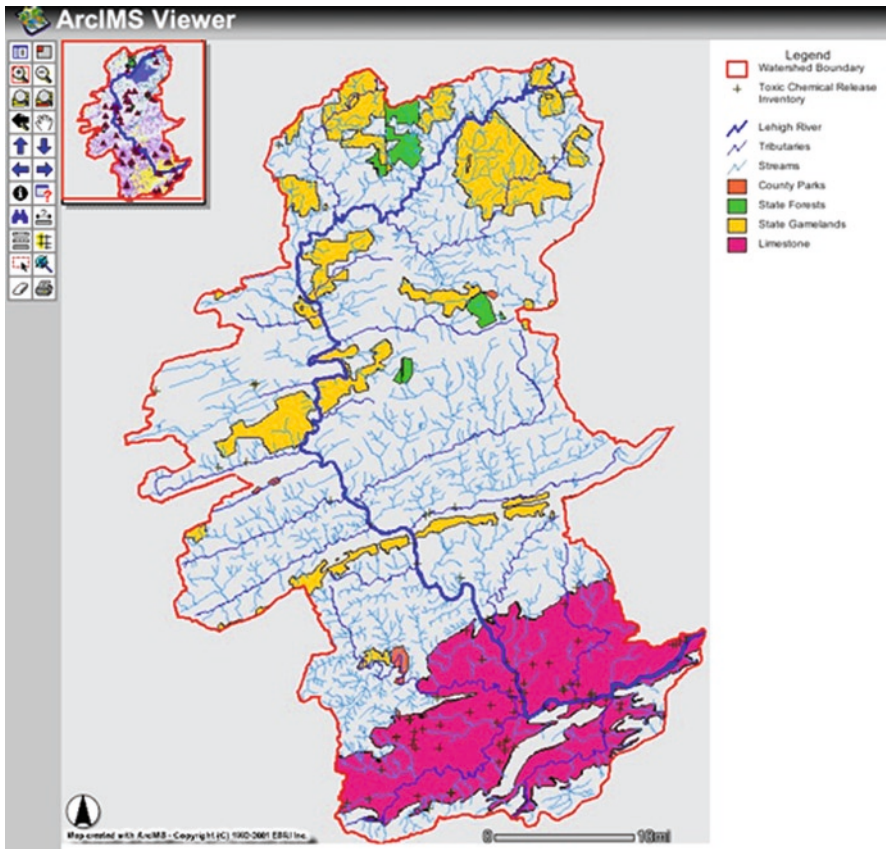 ArcIMS Viewer
Legend
Watershed Boundary
Toxic Chemical Release
Inventory
Lehigh River
Tributaries
Streams
County Parks
State Forests
State Gamelands
Limestone
Map created with ArcIMS - Copyright (C) 1992-2001 ESRI Inc.
0 10mi